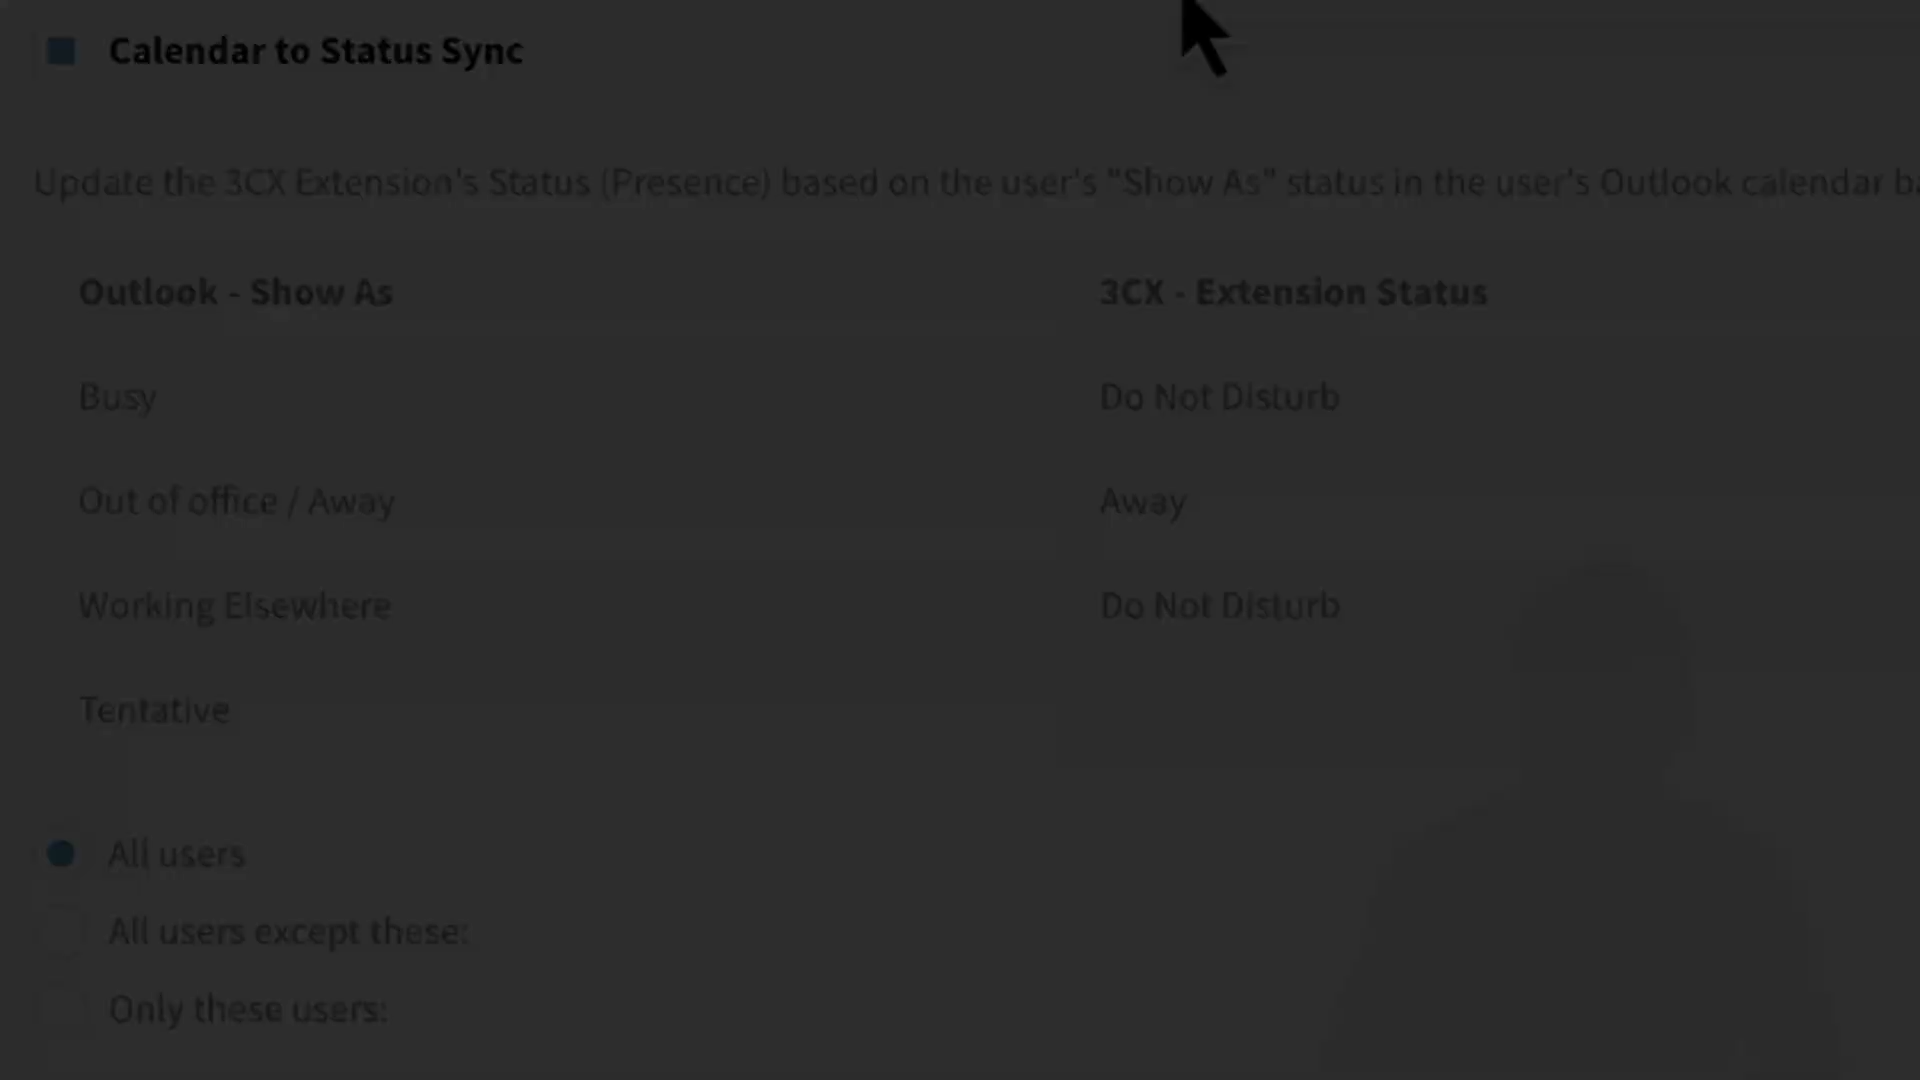 Calendar to Status Sync
Update the 3CX Extension's Status (Presence) based on the user's "Show As" status in the user's Outlook calendar
Outlook - Show As
3CX - Extension Status
Busy
Do Not Disturb
Out of office / Away
Away
Working Elsewhere
Do Not Disturb
Tentative
All users
All users except these:
Only these users: